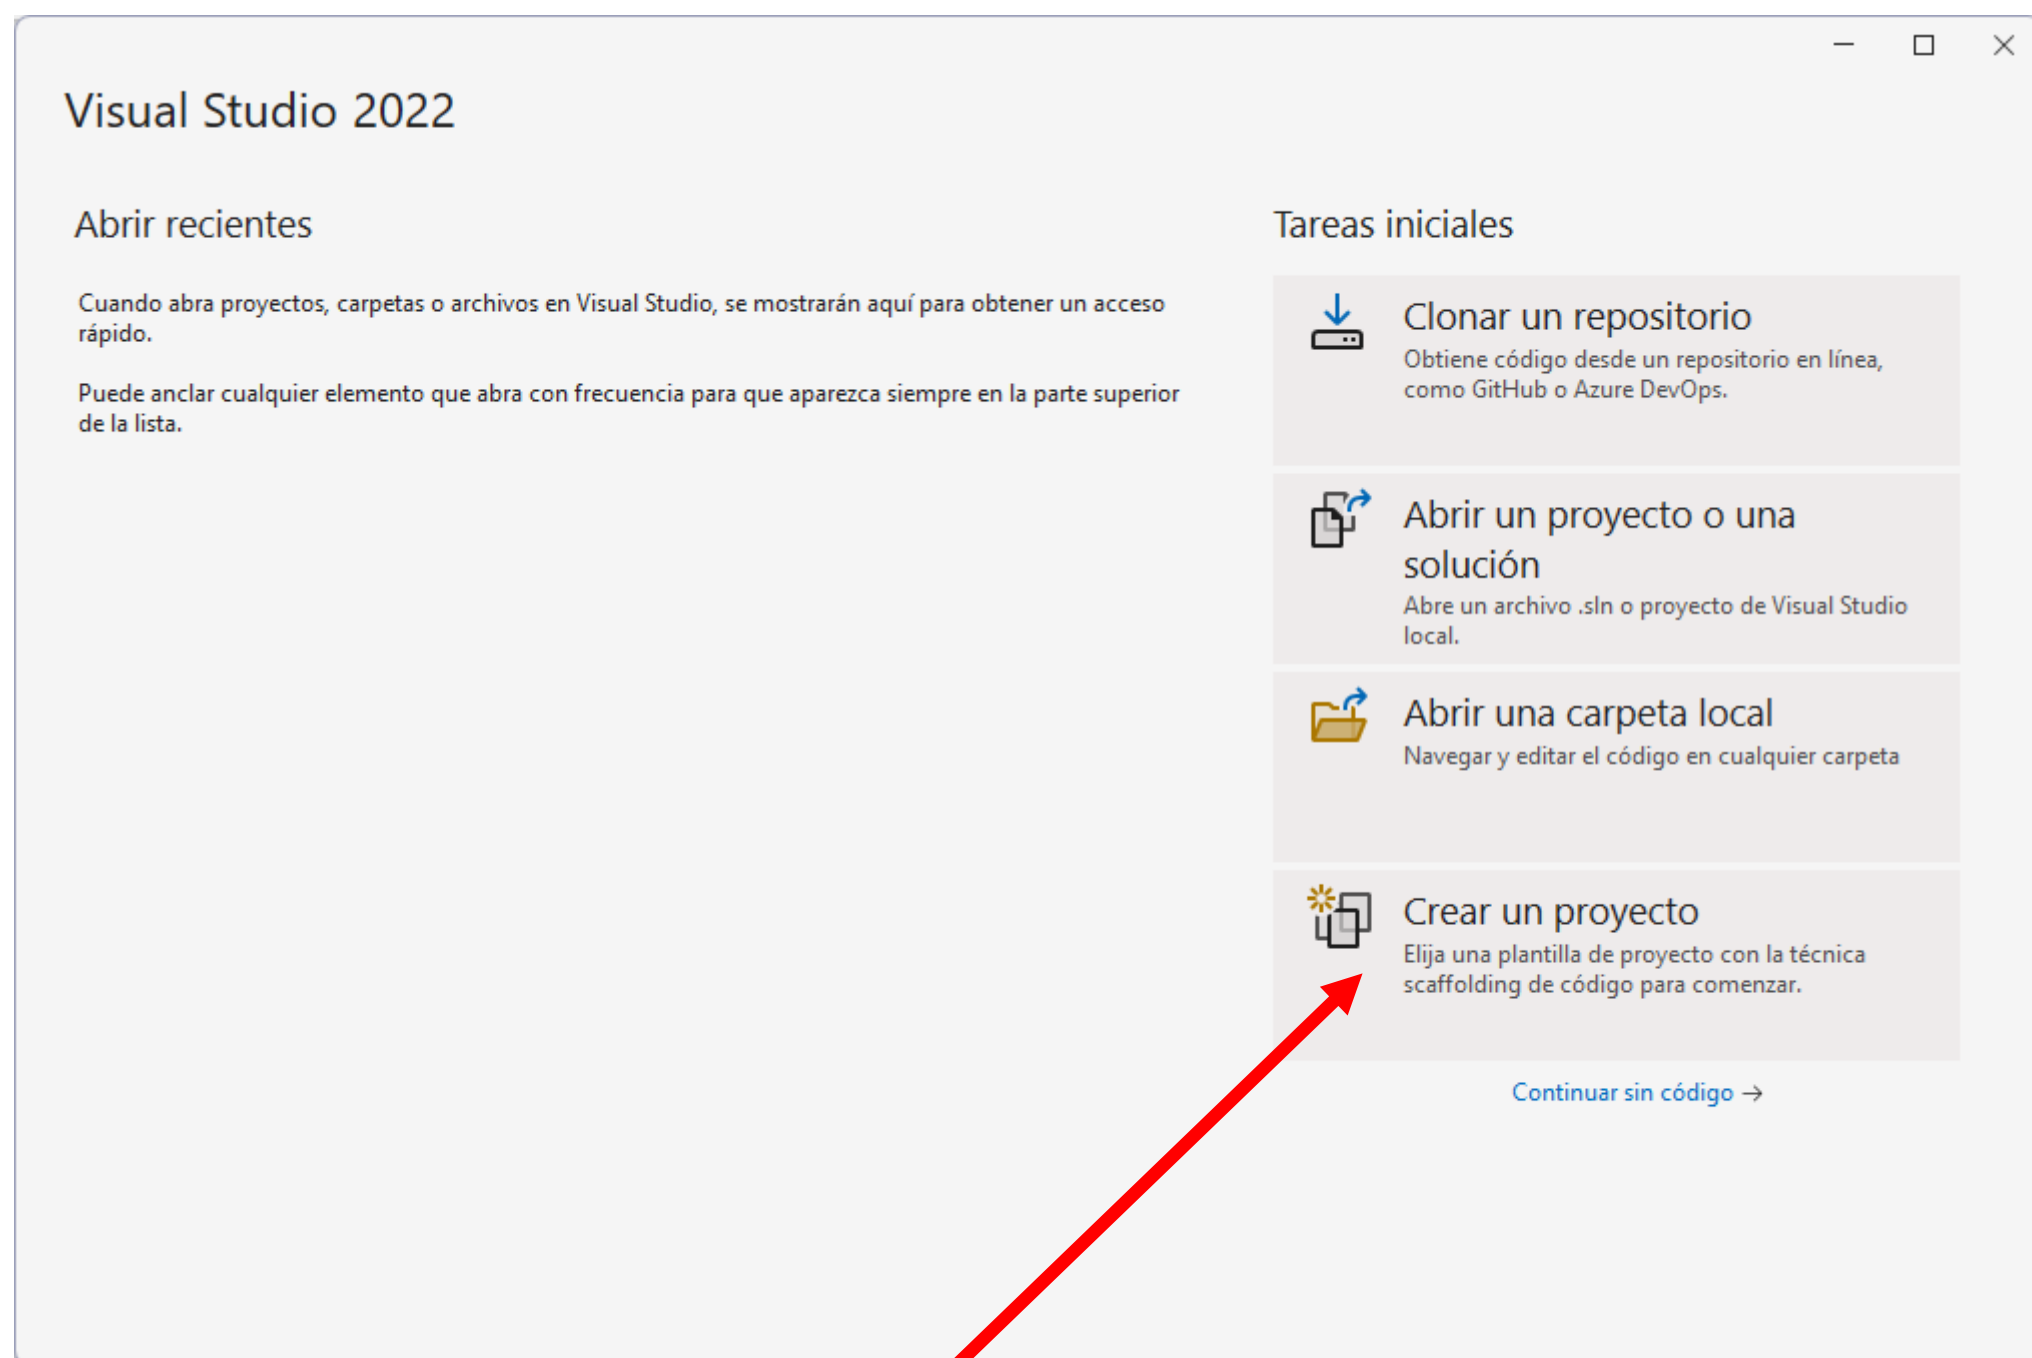 Visual Studio 2022
Abrir recientes
Cuando abra proyectos, carpetas o archivos en Visual Studio, se mostrarán aquí para obtener un acceso
rápido.
Puede anclar cualquier elemento que abra con frecuencia para que aparezca siempre en la parte superior
de la lista.
Tareas iniciales
Clonar un repositorio
Obtiene código desde un repositorio en línea,
como GitHub o Azure DevOps.
Abrir un proyecto o una
solución
Abre un archivo .sln o proyecto de Visual Studio
local.
Abrir una carpeta local
Navegar y editar el código en cualquier carpeta
Crear un proyecto
Elija una plantilla de proyecto con la técnica
scaffolding de código para comenzar.
Continuar sin código →